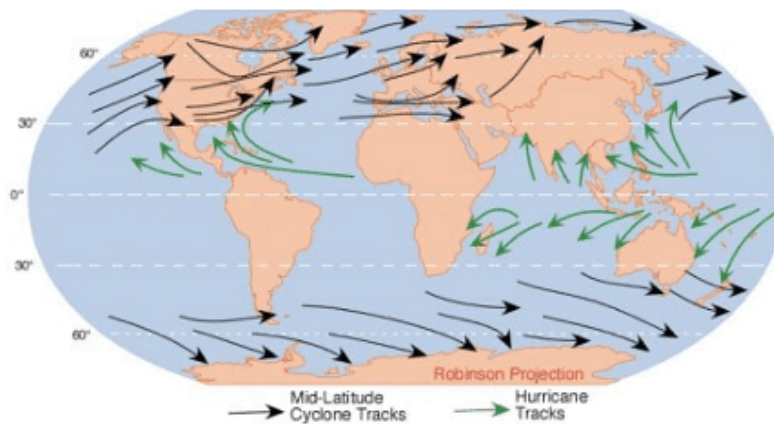 60°
30°
0°
30°
60°
Robinson Projection
Mid-Latitude
Cyclone Tracks
Hurricane
Tracks